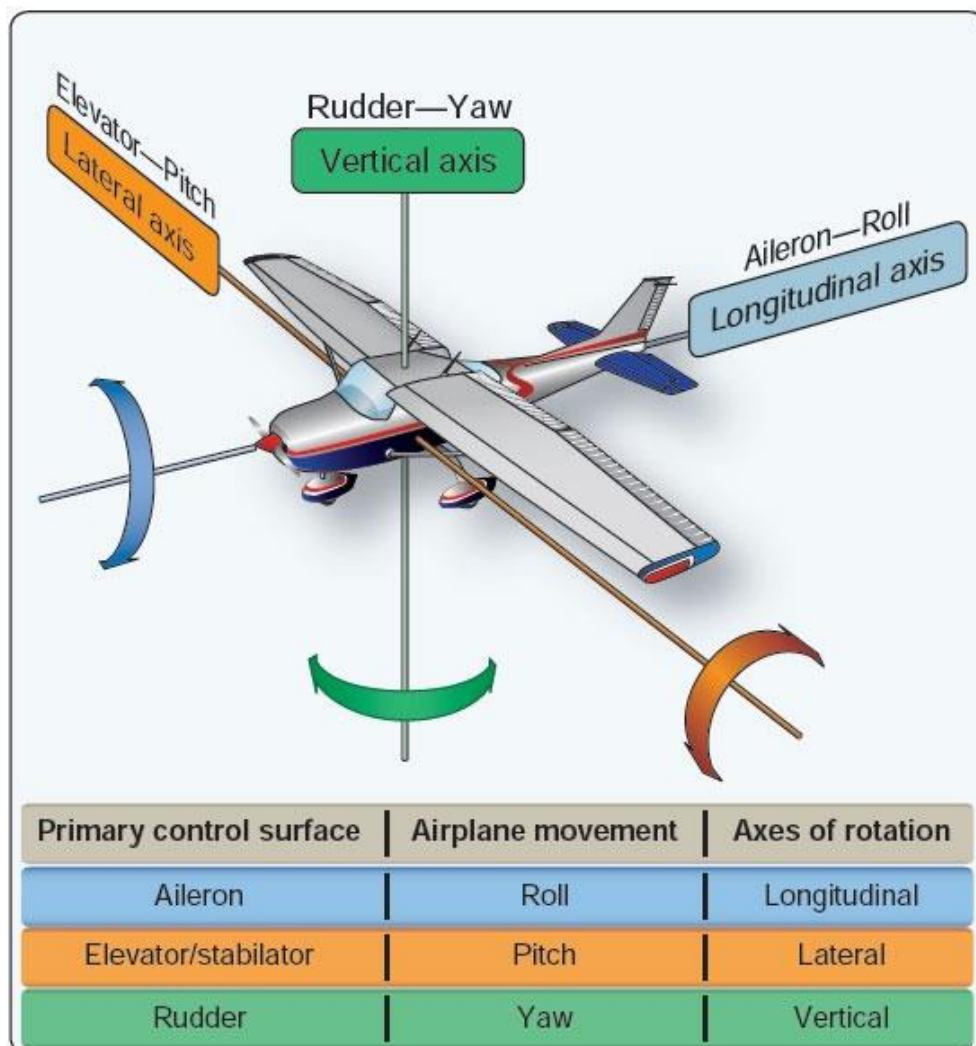 Elevator—Pitch
Lateral axis
Rudder—Yaw
Vertical axis
Aileron—Roll
Longitudinal axis
Primary control surface | Airplane movement | Axes of rotation
Aileron | Roll | Longitudinal
Elevator/stabilator | Pitch | Lateral
Rudder | Yaw | Vertical